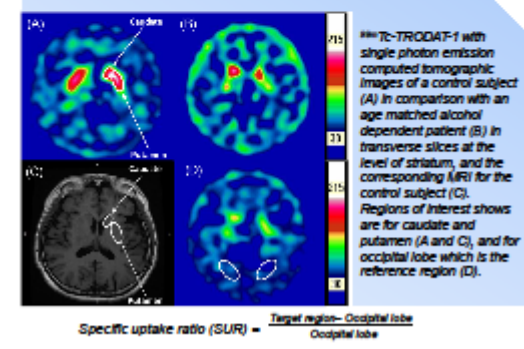 (A)
Caudate
Putamen
(B)
215
(C)
Caudate
Putamen
(D)
215
99mTc-TRODAT-1 with
single photon emission
computed tomographic
images of a control subject
(A) in comparison with an
age matched alcohol
dependent patient (B) in
transverse slices at the
level of striatum, and the
corresponding MRI for the
control subject (C).
Regions of interest shows
are for caudate and
putamen (A and C), and for
occipital lobe which is the
reference region (D).
Specific uptake ratio (SUR) = Target region– Occipital lobe
Occipital lobe